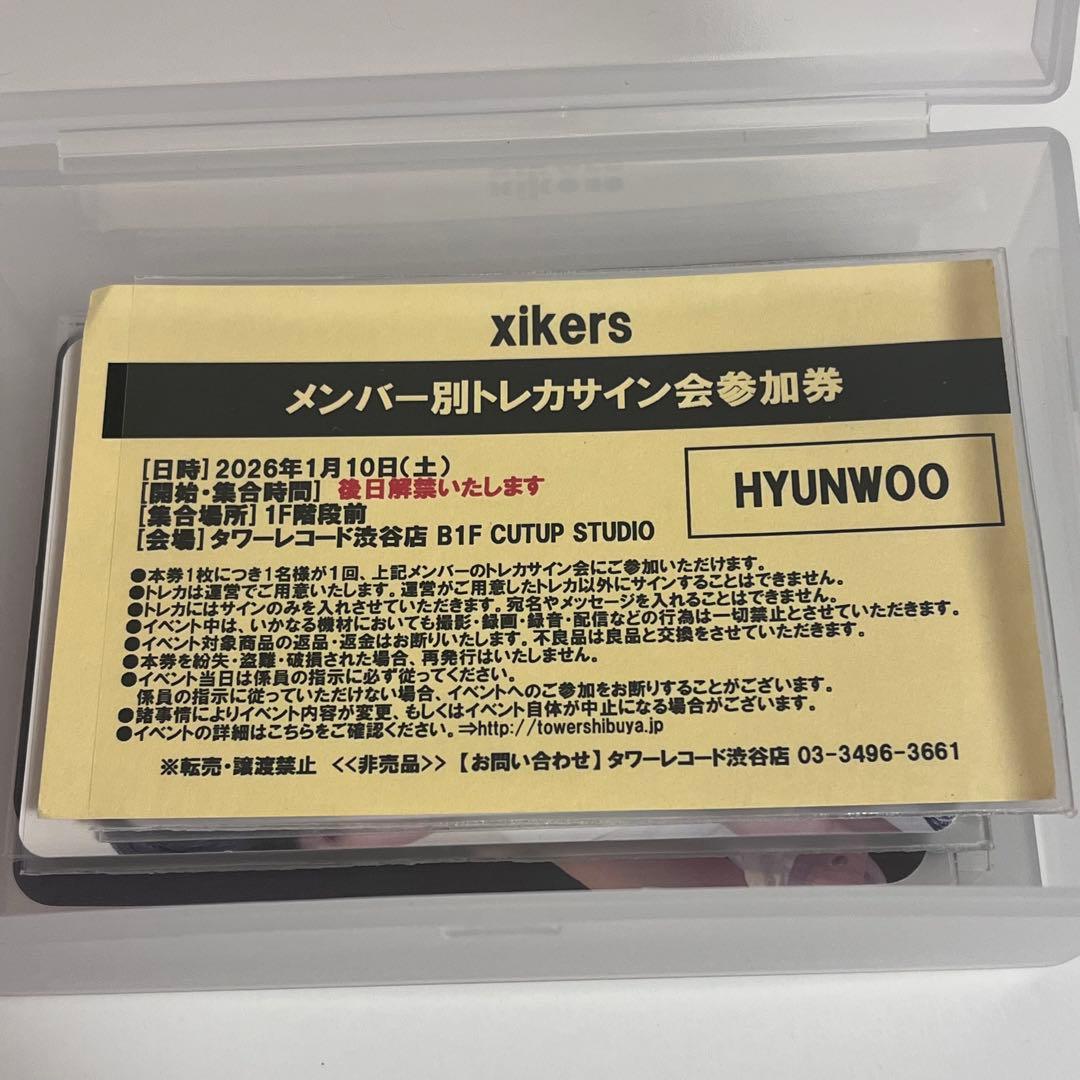 xikers
メンバー別トレカサイン会参加券
[日時]2026年1月10日(土)
[開始・集合時間] 後日解禁いたします
[集合場所]1F階段前
[会場]タワーレコード渋谷店 B1F CUTUP STUDIO
HYUNWOO
●本券1枚につき1名様が1回、上記メンバーのトレカサイン会にご参加いただけます。
●トレカは運営でご用意いたします。運営がご用意したトレカ以外にサインすることはできません。
●トレカにはサインのみを入れさせていただきます。宛名やメッセージを入れることはできません。
●イベント中は、いかなる機材においても撮影・録画・録音・配信などの行為は一切禁止とさせていただきます。
●イベント対象商品の返品・返金はお断りいたします。不良品は良品と交換をさせていただきます。
●本券を紛失・盗難・破損された場合、再発行はいたしません。
●イベント当日は係員の指示に必ず従ってください。
係員の指示に従っていただけない場合、イベントへのご参加をお断りすることがございます。
●諸事情によりイベント内容が変更、もしくはイベント自体が中止になる場合がございます。
●イベントの詳細はこちらをご確認ください。⇒http://towershibuya.jp
※転売・譲渡禁止 <<非売品>> 【お問い合わせ】タワーレコード渋谷店 03-3496-3661